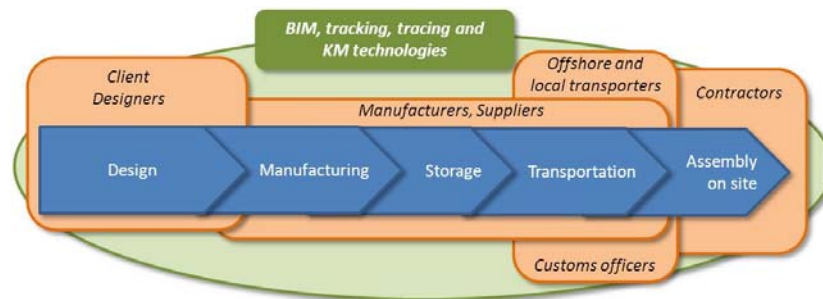 BIM, tracking, tracing and
KM technologies
Client
Designers
Offshore and
local transporters
Contractors
Manufacturers, Suppliers
Design
Manufacturing
Storage
Transportation
Assembly
on site
Customs officers